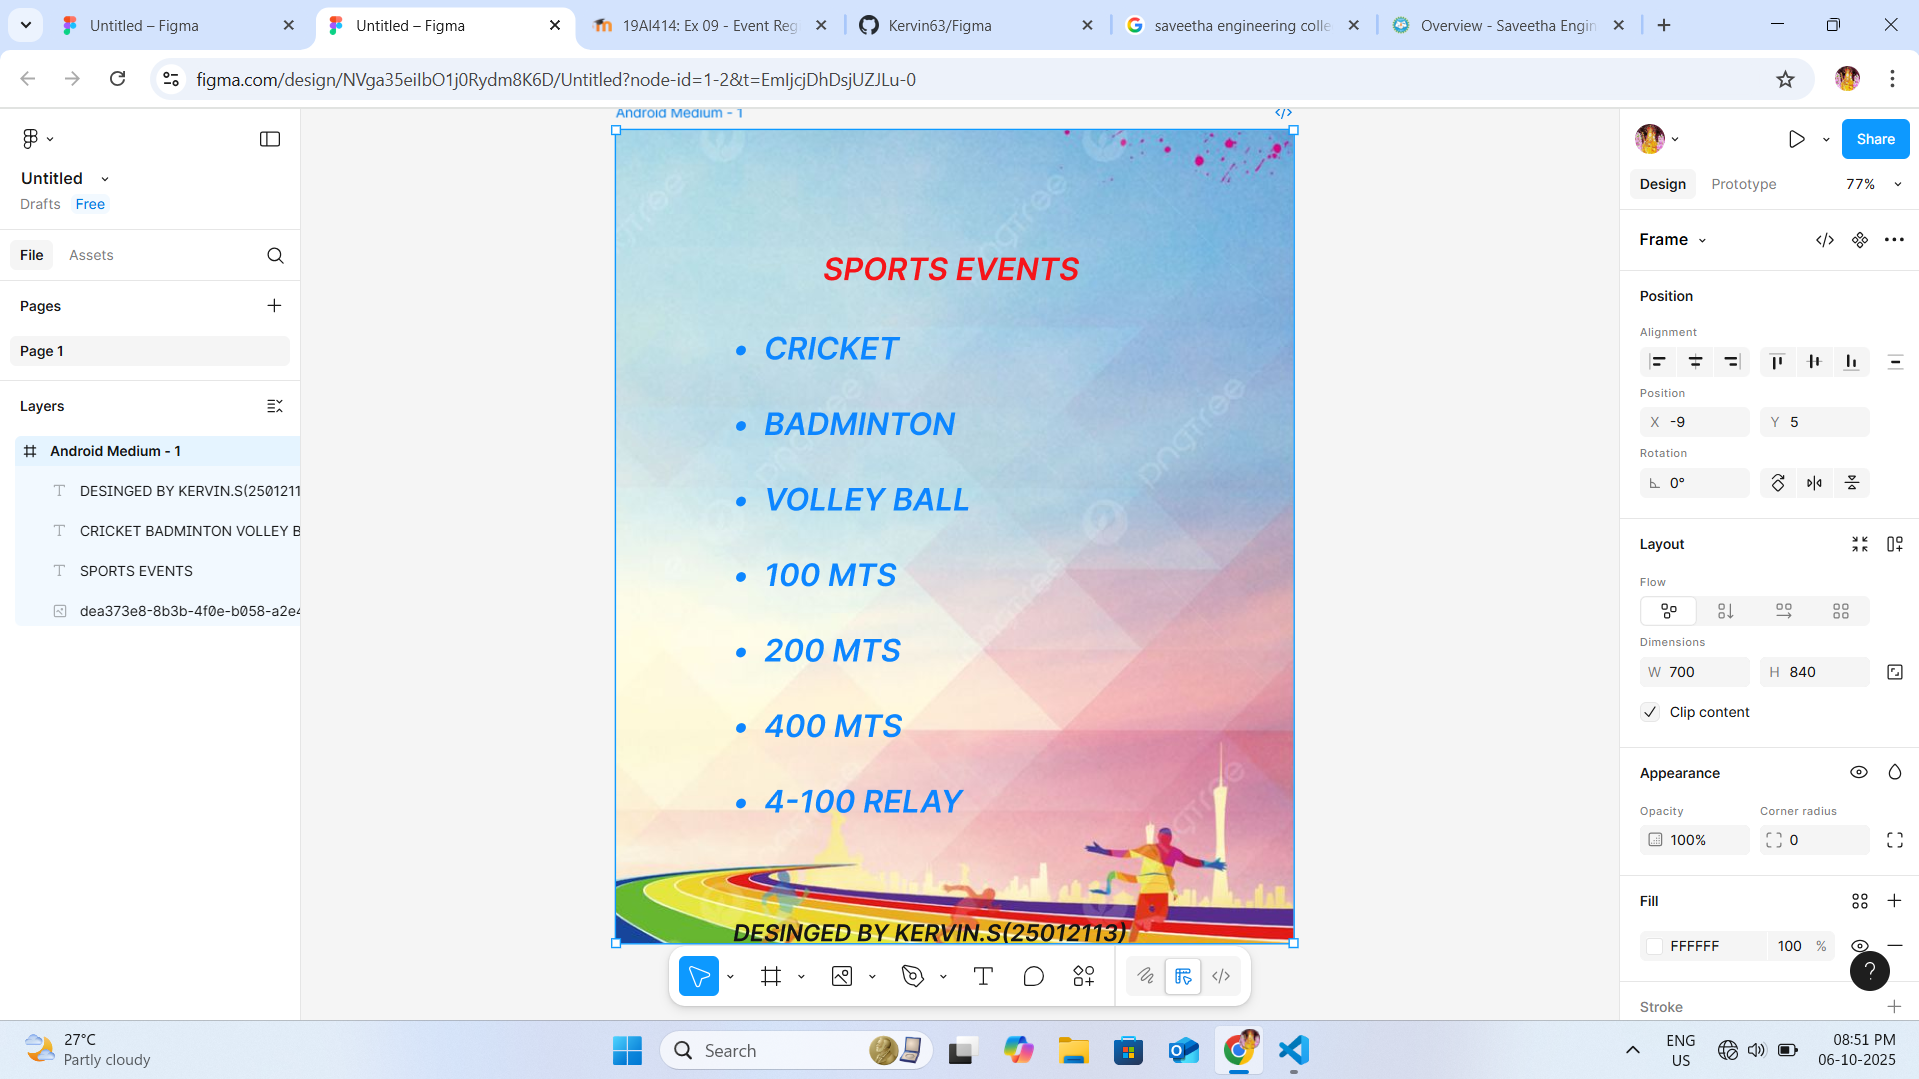 Untitled – Figma
Untitled – Figma
19AI414: Ex 09 - Event Reg
Kervin63/Figma
saveetha engineering colle
Overview - Saveetha Engin
figma.com/design/NVga35eiIbO1j0Rydm8K6D/Untitled?node-id=1-2&t=EmIjcjDhDsjUZJLu-0
Untitled
Drafts Free
File Assets
Pages
Page 1
Layers
Android Medium - 1
DESINGED BY KERVIN.S(2501211
CRICKET BADMINTON VOLLEY B
SPORTS EVENTS
dea373e8-8b3b-4f0e-b058-a2e4
Android Medium - 1
SPORTS EVENTS
• CRICKET
• BADMINTON
• VOLLEY BALL
• 100 MTS
• 200 MTS
• 400 MTS
• 4-100 RELAY
DESINGED BY KERVIN.S(25012113)
pngtree
pngtree
pngtree
pngtree
Share
Design Prototype 77%
Frame
Position
Alignment
Position
X -9 Y 5
Rotation
0°
Layout
Flow
Dimensions
W 700 H 840
Clip content
Appearance
Opacity Corner radius
100% 0
Fill
FFFFFF 100 %
Stroke
?
27°C
Partly cloudy
Search
ENG
US
08:51 PM
06-10-2025